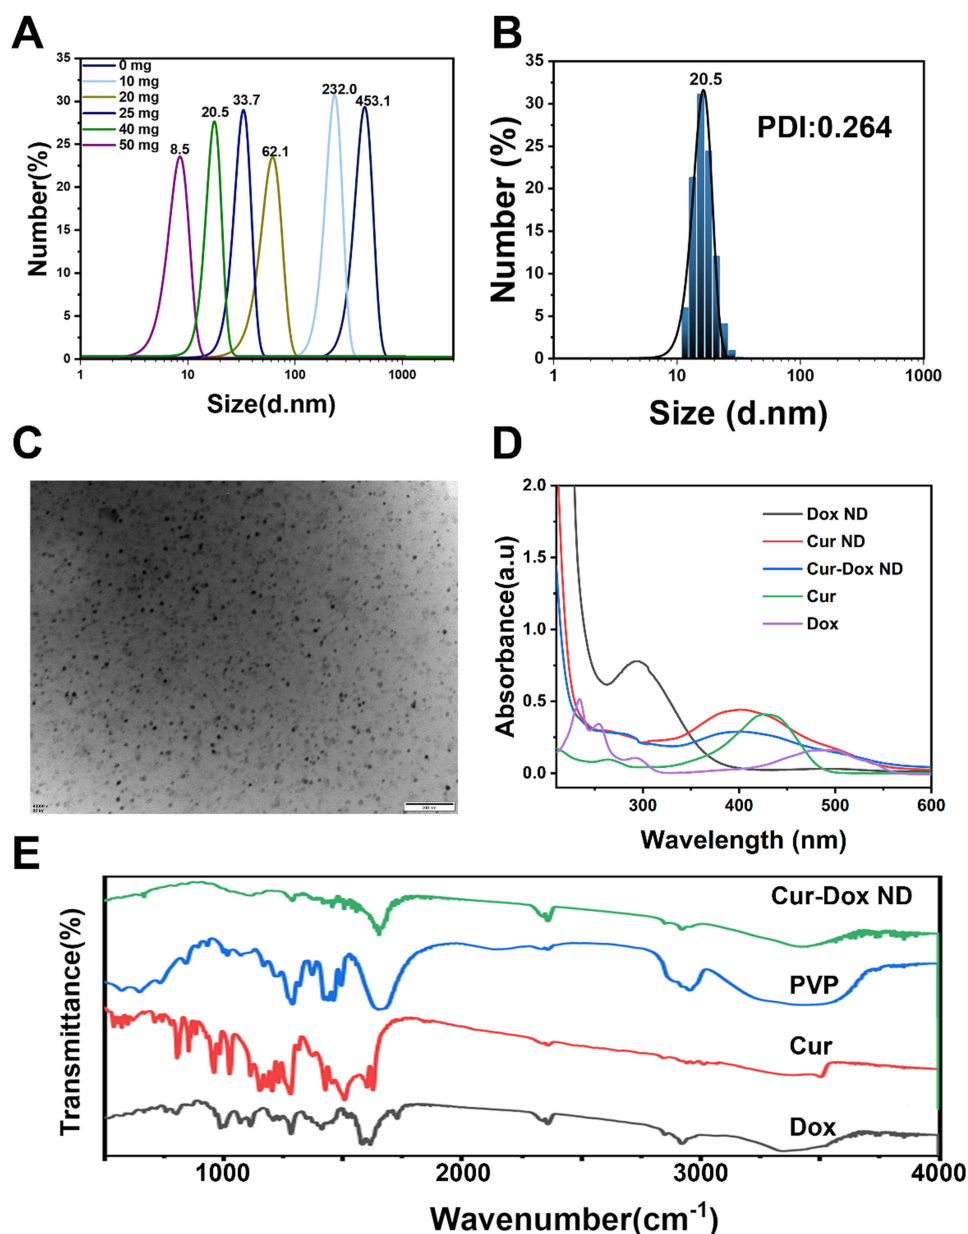 A
35
30
25
20
15
10
5
0
Number(%)
0 mg
10 mg
20 mg
25 mg
40 mg
50 mg
8.5
20.5
33.7
62.1
232.0
453.1
1
10
100
1000
Size(d.nm)
B
35
30
25
20
15
10
5
0
Number (%)
20.5
PDI:0.264
1
10
100
1000
Size (d.nm)
C
D
2.0
1.5
1.0
0.5
0.0
Absorbance(a.u)
Dox ND
Cur ND
Cur-Dox ND
Cur
Dox
300
400
500
600
Wavelength (nm)
E
Transmittance(%)
Cur-Dox ND
PVP
Cur
Dox
1000
2000
3000
4000
Wavenumber(cm⁻¹)